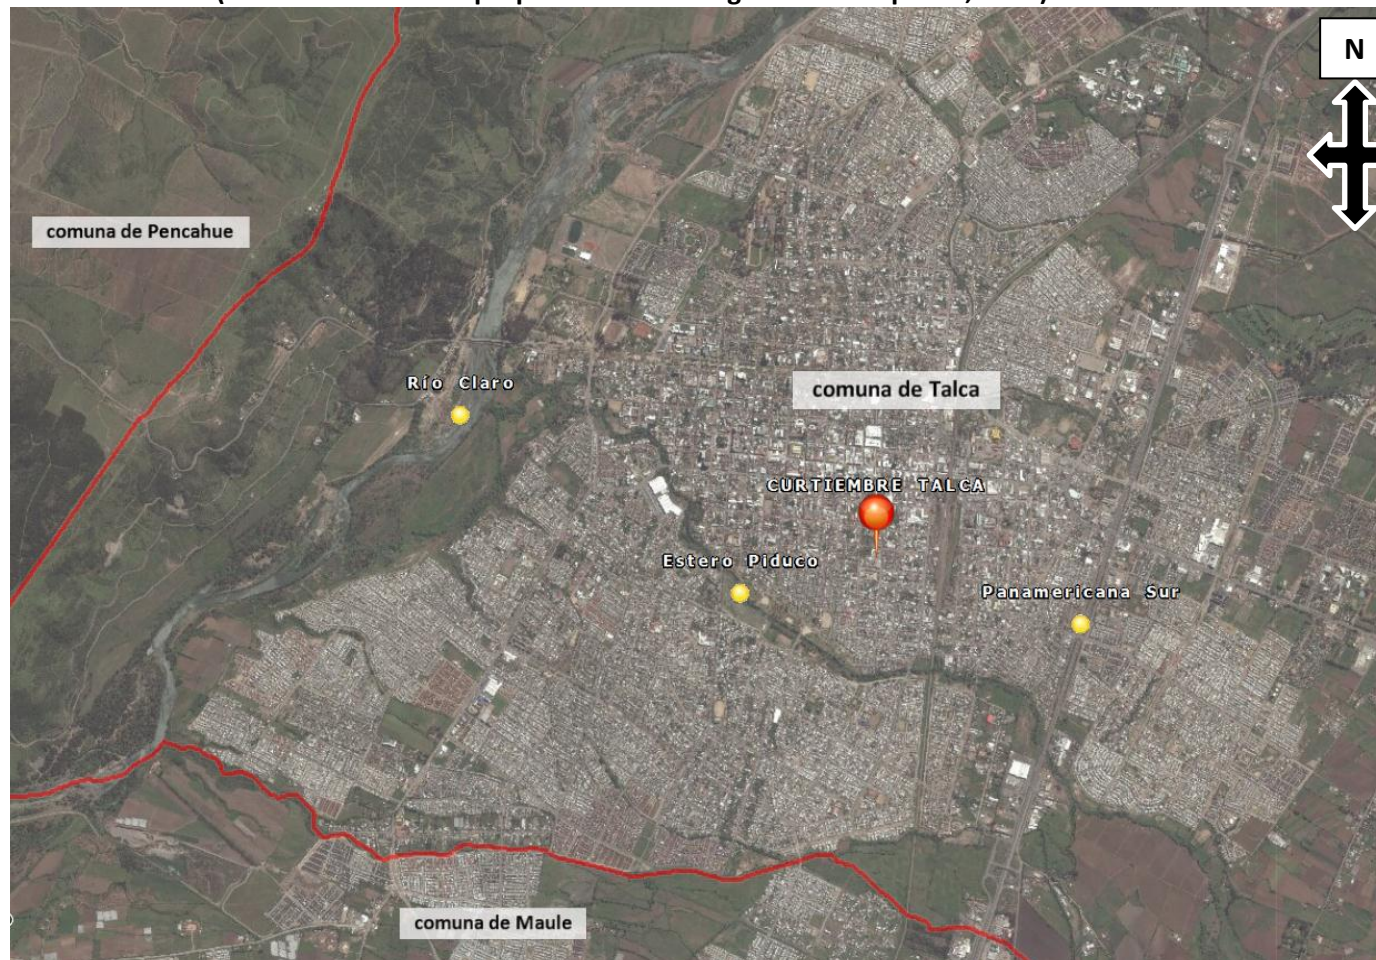 N
comuna de Pencahue
Río Claro
comuna de Talca
CURTIEMBRE TALCA
Estero Piduco
Panamericana Sur
comuna de Maule